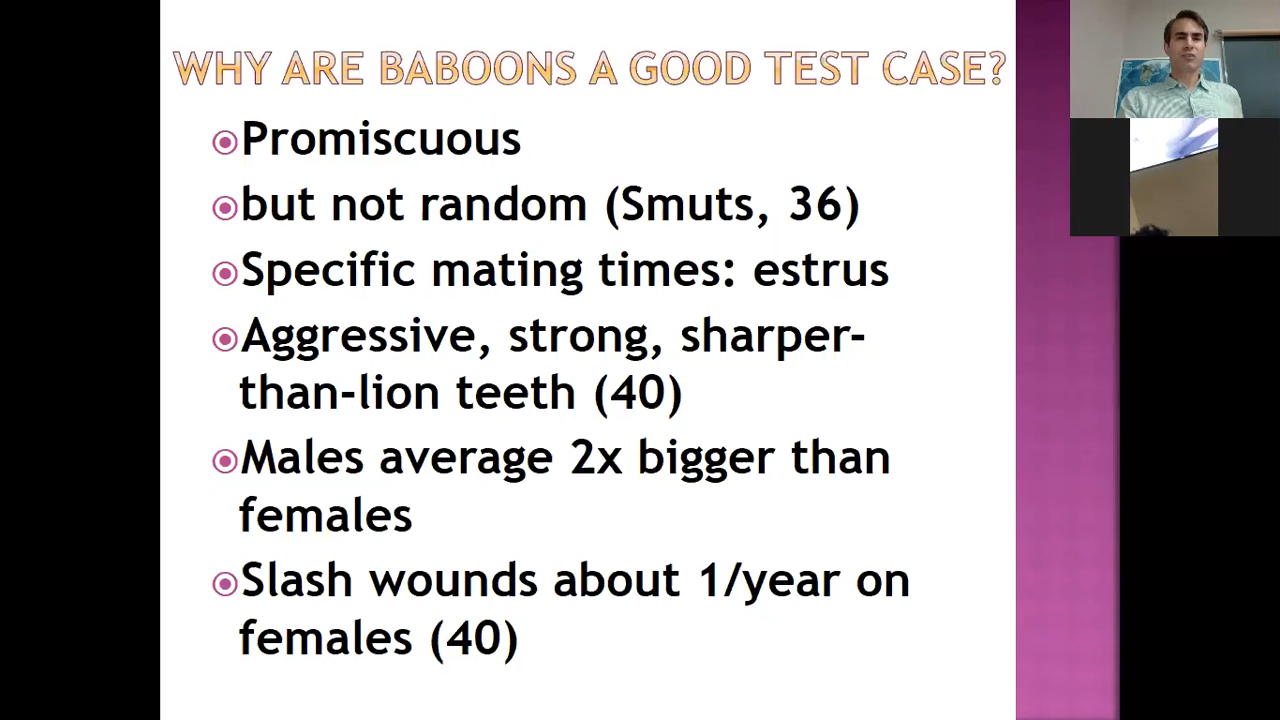 WHY ARE BABOONS A GOOD TEST CASE?
Promiscuous
but not random (Smuts, 36)
Specific mating times: estrus
Aggressive, strong, sharper-
than-lion teeth (40)
Males average 2x bigger than
females
Slash wounds about 1/year on
females (40)